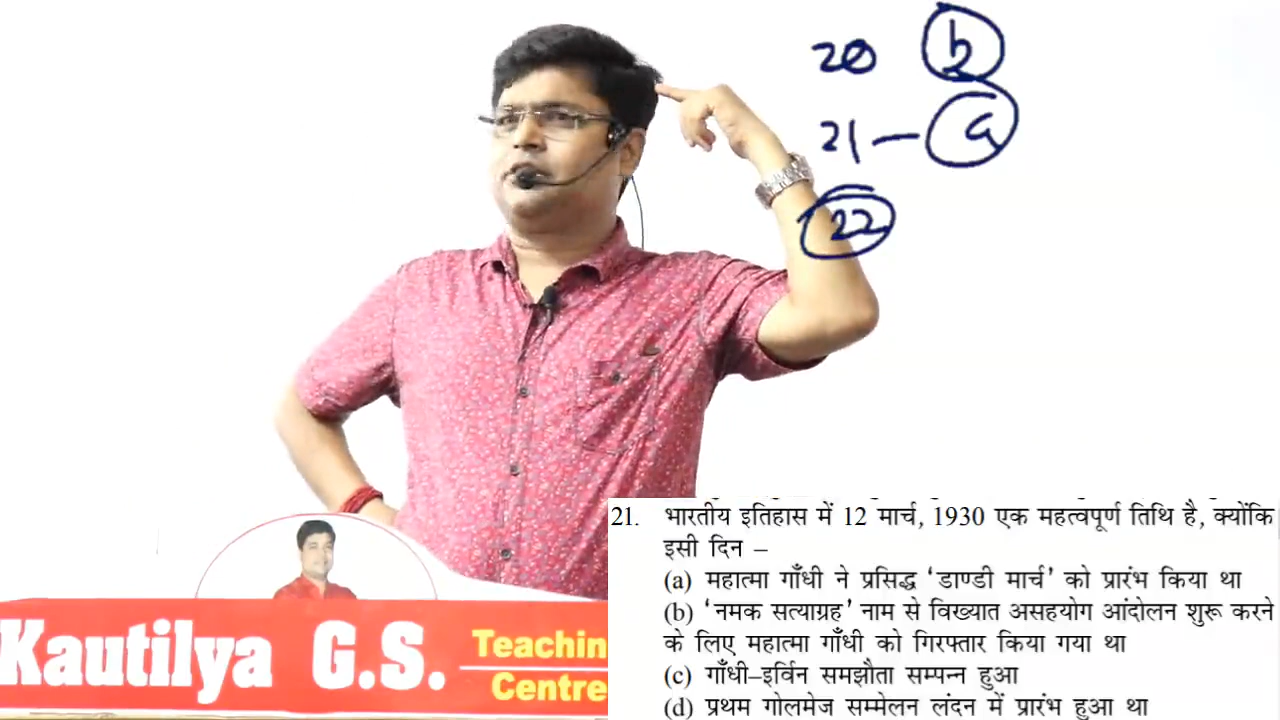 20 b
21 — a
22
21. भारतीय इतिहास में 12 मार्च, 1930 एक महत्वपूर्ण तिथि है, क्योंकि
इसी दिन –
(a) महात्मा गाँधी ने प्रसिद्ध ‘डाण्डी मार्च’ को प्रारंभ किया था
(b) ‘नमक सत्याग्रह’ नाम से विख्यात असहयोग आंदोलन शुरू करने
के लिए महात्मा गाँधी को गिरफ्तार किया गया था
(c) गाँधी–इर्विन समझौता सम्पन्न हुआ
(d) प्रथम गोलमेज सम्मेलन लंदन में प्रारंभ हुआ था
Kautilya G.S.
Teachin
Centre